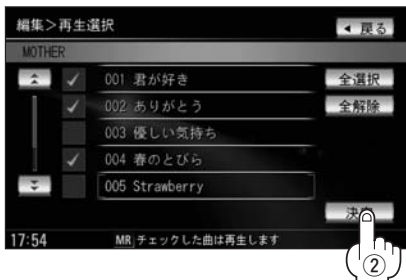 編集＞再生選択
◀ 戻る
MOTHER
001 君が好き
全選択
002 ありがとう
全解除
003 優しい気持ち
004 春のとびら
005 Strawberry
決定
17:54
MR チェックした曲は再生します
②